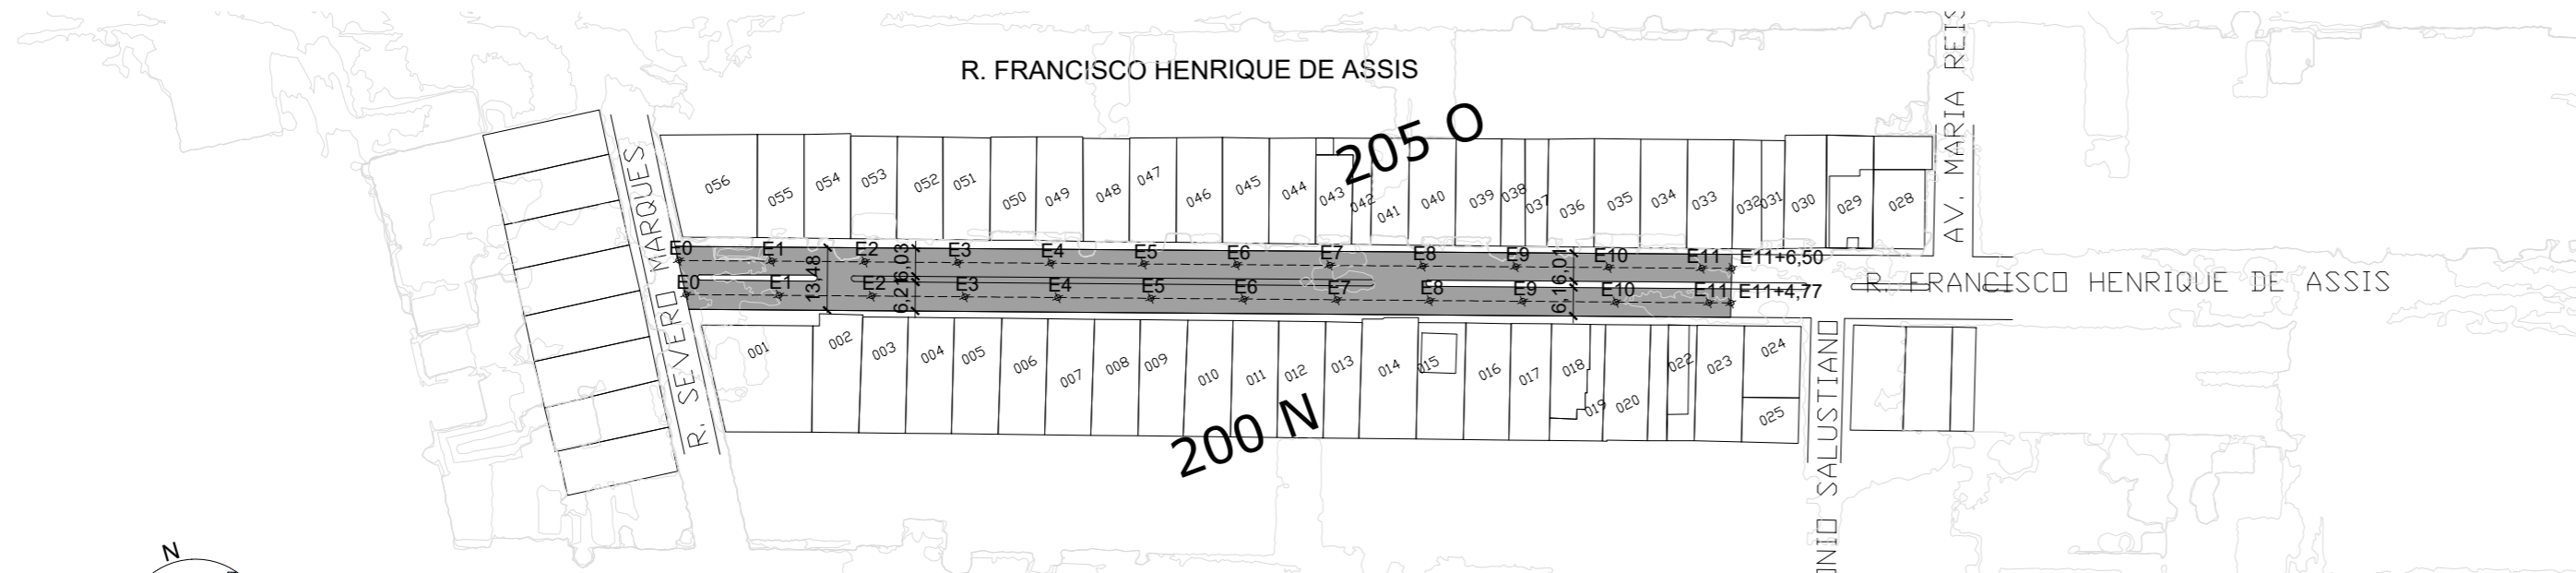 R. FRANCISCO HENRIQUE DE ASSIS
AV. MARIA REIS
205 O
056 055 054 053 052 051 050 049 048 047 046 045 044 043 042 041 040 039 038 037 036 035 034 033 032 031 030 029 028
R. SEVERO MARQUES
E0 E1 E2 E3 E4 E5 E6 E7 E8 E9 E10 E11 E11+6,50
13,48 6,03 6,21 6,01 6,16
R. FRANCISCO HENRIQUE DE ASSIS
E0 E1 E2 E3 E4 E5 E6 E7 E8 E9 E10 E11 E11+4,77
001 002 003 004 005 006 007 008 009 010 011 012 013 014 015 016 017 018 019 020 022 023 024 025
200 N
NIO SALUSTIANO
N